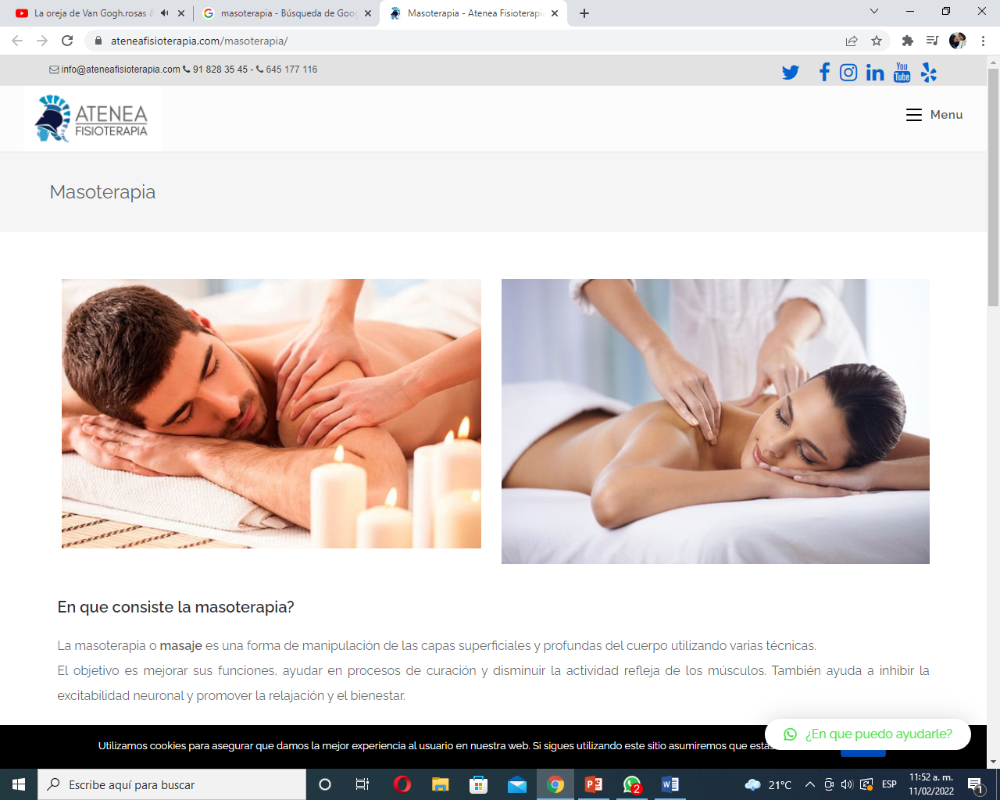 La oreja de Van Gogh.rosas
masoterapia - Búsqueda de Goog
Masoterapia - Atenea Fisioterapi
ateneafisioterapia.com/masoterapia/
info@ateneafisioterapia.com 91 828 35 45 - 645 177 116
You
Tube
ATENEA
FISIOTERAPIA
Menu
Masoterapia
En que consiste la masoterapia?
La masoterapia o masaje es una forma de manipulación de las capas superficiales y profundas del cuerpo utilizando varias técnicas.
El objetivo es mejorar sus funciones, ayudar en procesos de curación y disminuir la actividad refleja de los músculos. También ayuda a inhibir la
excitabilidad neuronal y promover la relajación y el bienestar.
¿En que puedo ayudarle?
Utilizamos cookies para asegurar que damos la mejor experiencia al usuario en nuestra web. Si sigues utilizando este sitio asumiremos que estás
Escribe aquí para buscar
2
21°C
ESP
11:52 a. m.
11/02/2022
1